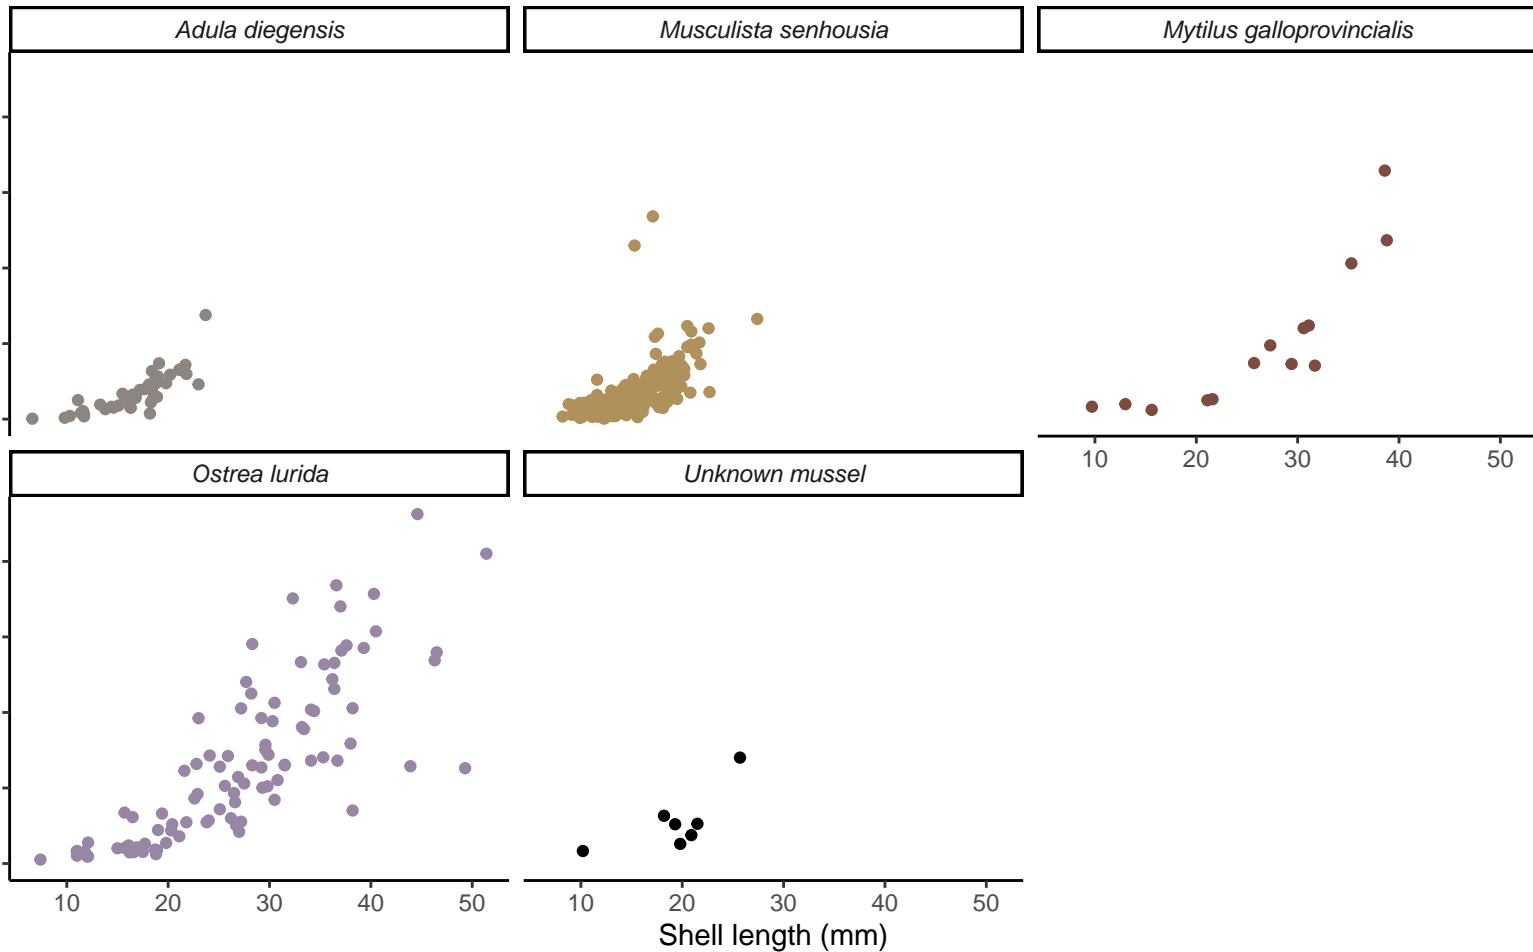 Adula diegensis
Musculista senhousia
Mytilus galloprovincialis
10 20 30 40 50
Ostrea lurida
Unknown mussel
10 20 30 40 50
10 20 30 40 50
Shell length (mm)